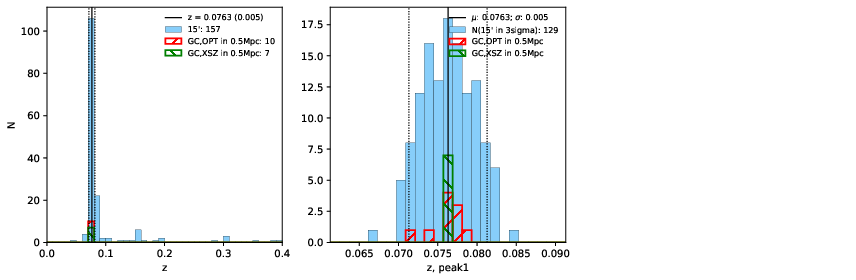 z = 0.0763 (0.005)
15': 157
GC,OPT in 0.5Mpc: 10
GC,XSZ in 0.5Mpc: 7
100
80
60
40
20
0
N
0.0 0.1 0.2 0.3 0.4
z
μ: 0.0763; σ: 0.005
N(15' in 3sigma): 129
GC,OPT in 0.5Mpc
GC,XSZ in 0.5Mpc
17.5
15.0
12.5
10.0
7.5
5.0
2.5
0.0
0.065 0.070 0.075 0.080 0.085 0.090
z, peak1